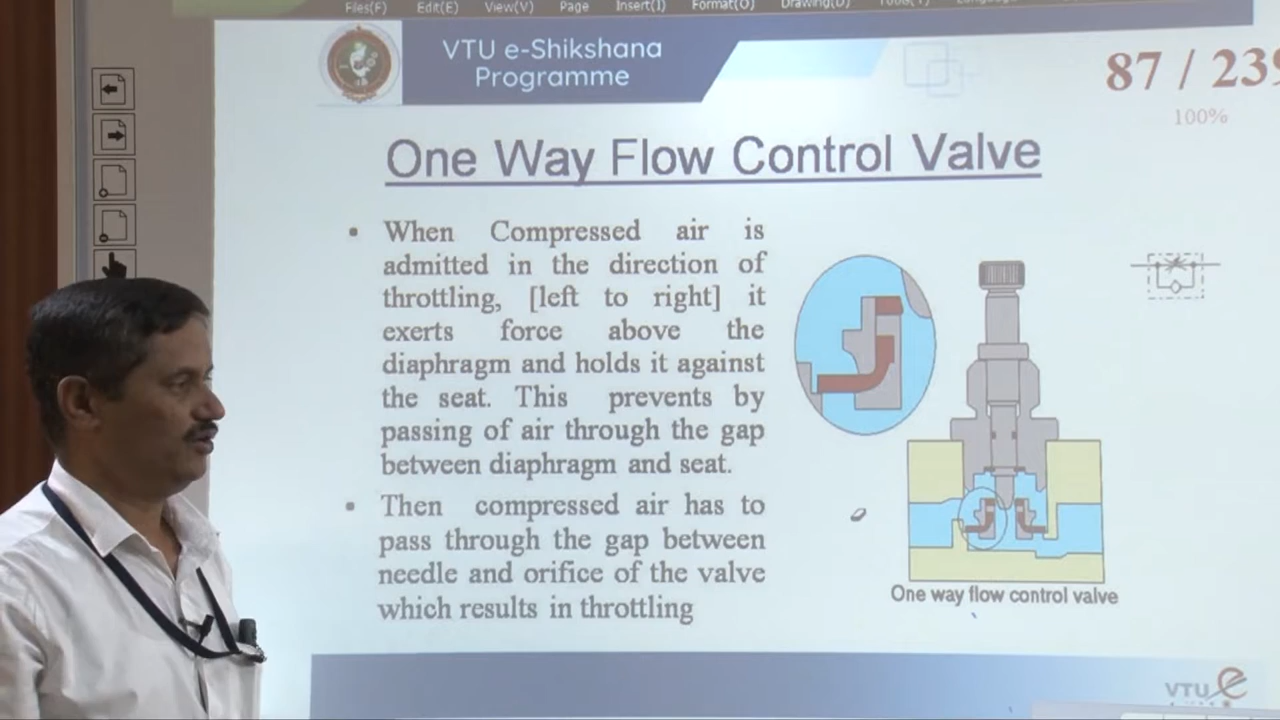 Files(F) Edit(E) View(V) Page Insert(I) Format(O) Drawing(D) Tools(T)
VTU e-Shikshana
Programme
87 / 239
100%
One Way Flow Control Valve
• When Compressed air is
admitted in the direction of
throttling, [left to right] it
exerts force above the
diaphragm and holds it against
the seat. This prevents by
passing of air through the gap
between diaphragm and seat.
• Then compressed air has to
pass through the gap between
needle and orifice of the valve
which results in throttling
One way flow control valve
VTU e